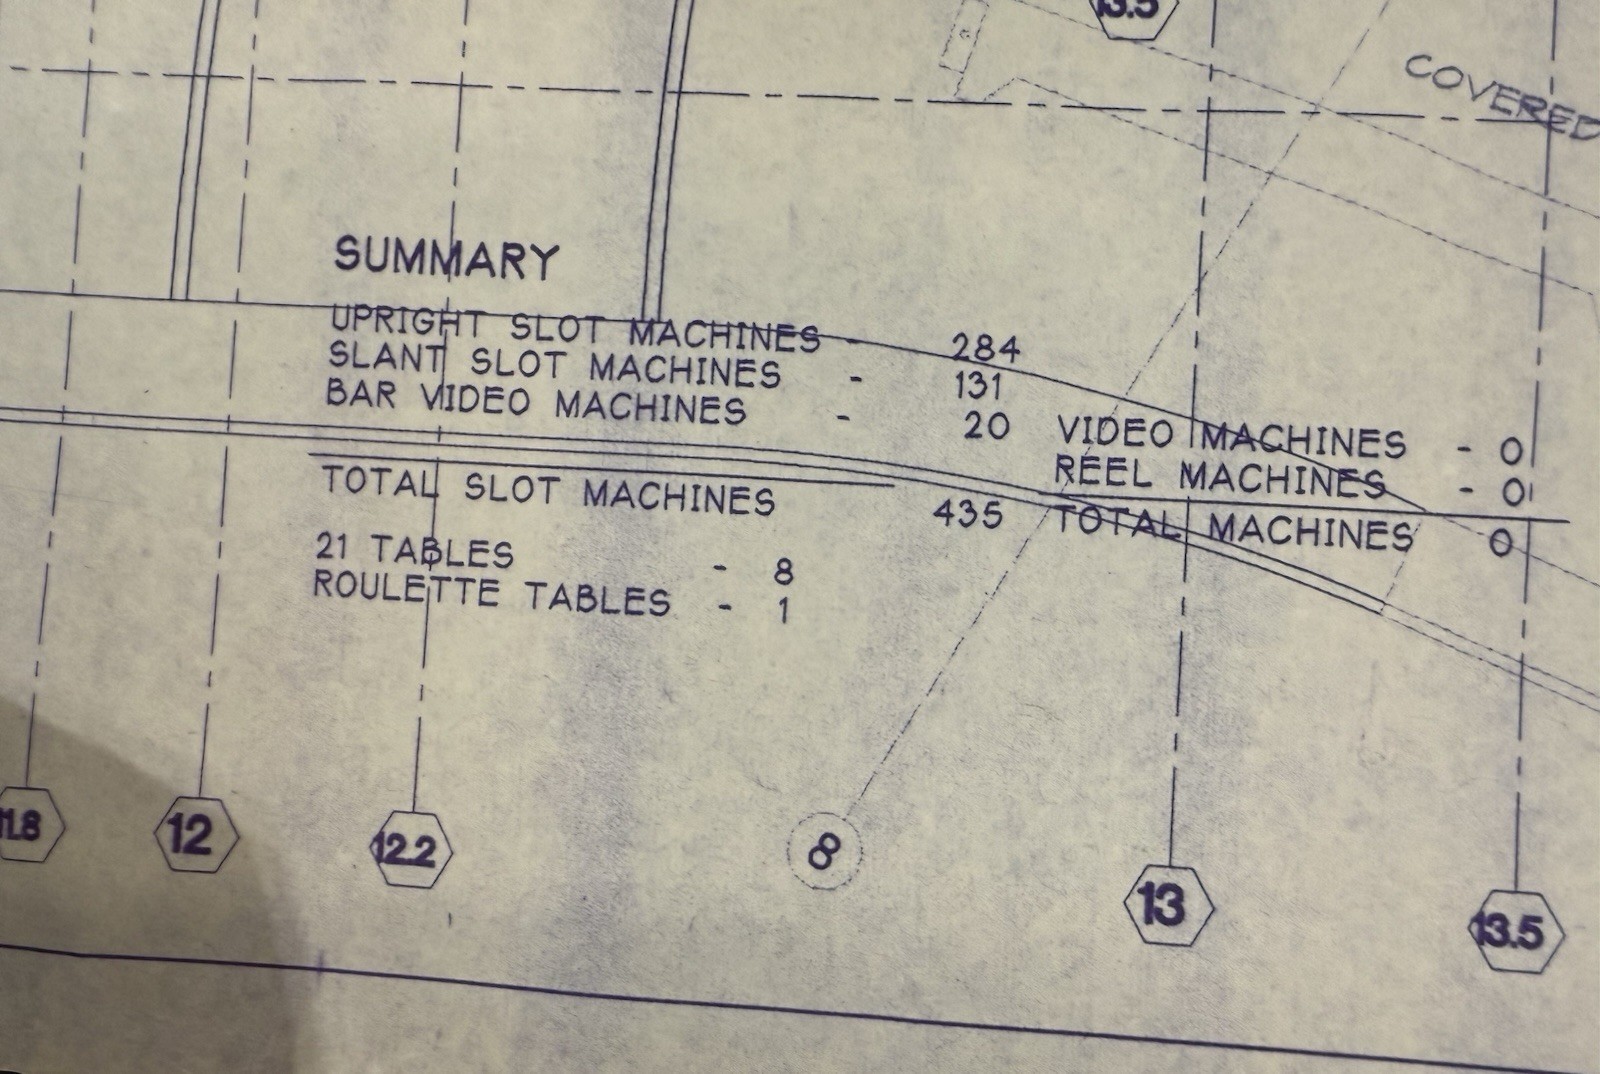 13.5
COVERED
SUMMARY
UPRIGHT SLOT MACHINES - 284
SLANT SLOT MACHINES - 131
BAR VIDEO MACHINES - 20
VIDEO MACHINES - 0
REEL MACHINES - 0
TOTAL SLOT MACHINES 435
TOTAL MACHINES 0
21 TABLES - 8
ROULETTE TABLES - 1
11.8
12
12.2
8
13
13.5